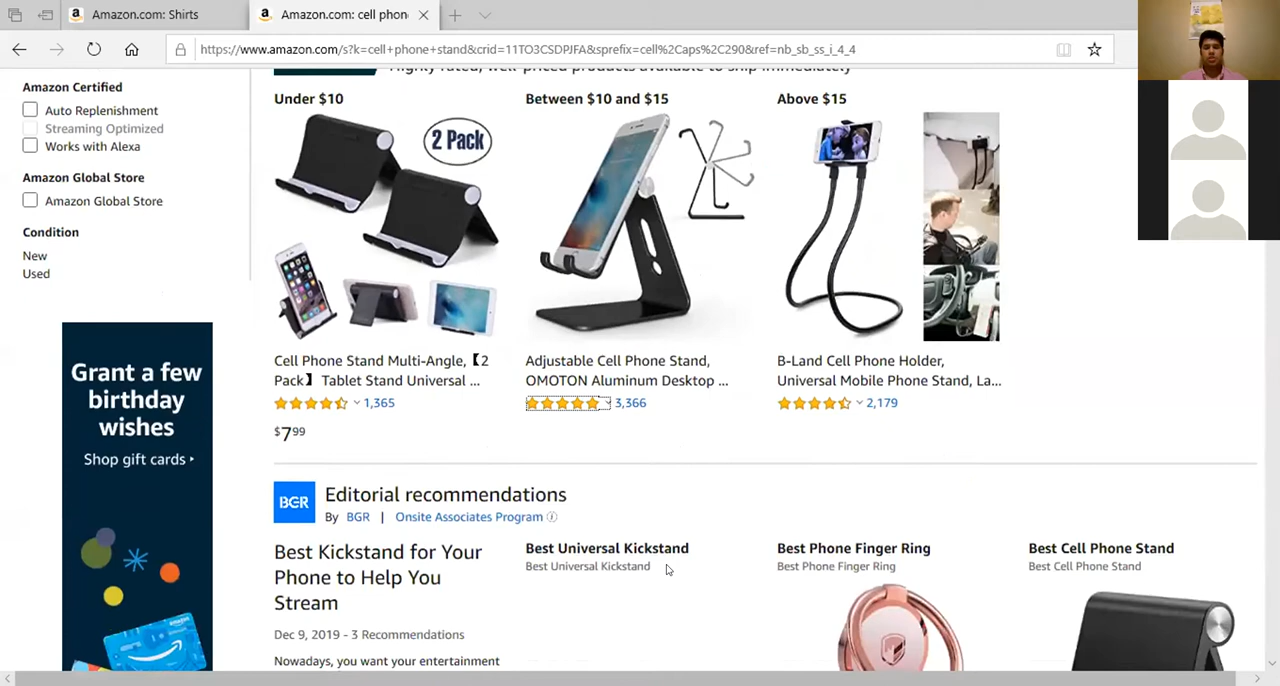 Amazon.com: Shirts
Amazon.com: cell phon
https://www.amazon.com/s?k=cell+phone+stand&crid=11TO3CSDPJFA&sprefix=cell%2Caps%2C290&ref=nb_sb_ss_i_4_4
Highly rated, well-priced products available to ship immediately
Amazon Certified
Auto Replenishment
Streaming Optimized
Works with Alexa
Amazon Global Store
Amazon Global Store
Condition
New
Used
Grant a few
birthday
wishes
Shop gift cards
Under $10
2 Pack
Cell Phone Stand Multi-Angle,【2
Pack】 Tablet Stand Universal ...
1,365
$7.99
Between $10 and $15
Adjustable Cell Phone Stand,
OMOTON Aluminum Desktop ...
3,366
Above $15
B-Land Cell Phone Holder,
Universal Mobile Phone Stand, La...
2,179
BGR
Editorial recommendations
By BGR | Onsite Associates Program
Best Kickstand for Your
Phone to Help You
Stream
Dec 9, 2019 - 3 Recommendations
Nowadays, you want your entertainment
Best Universal Kickstand
Best Universal Kickstand
Best Phone Finger Ring
Best Phone Finger Ring
Best Cell Phone Stand
Best Cell Phone Stand